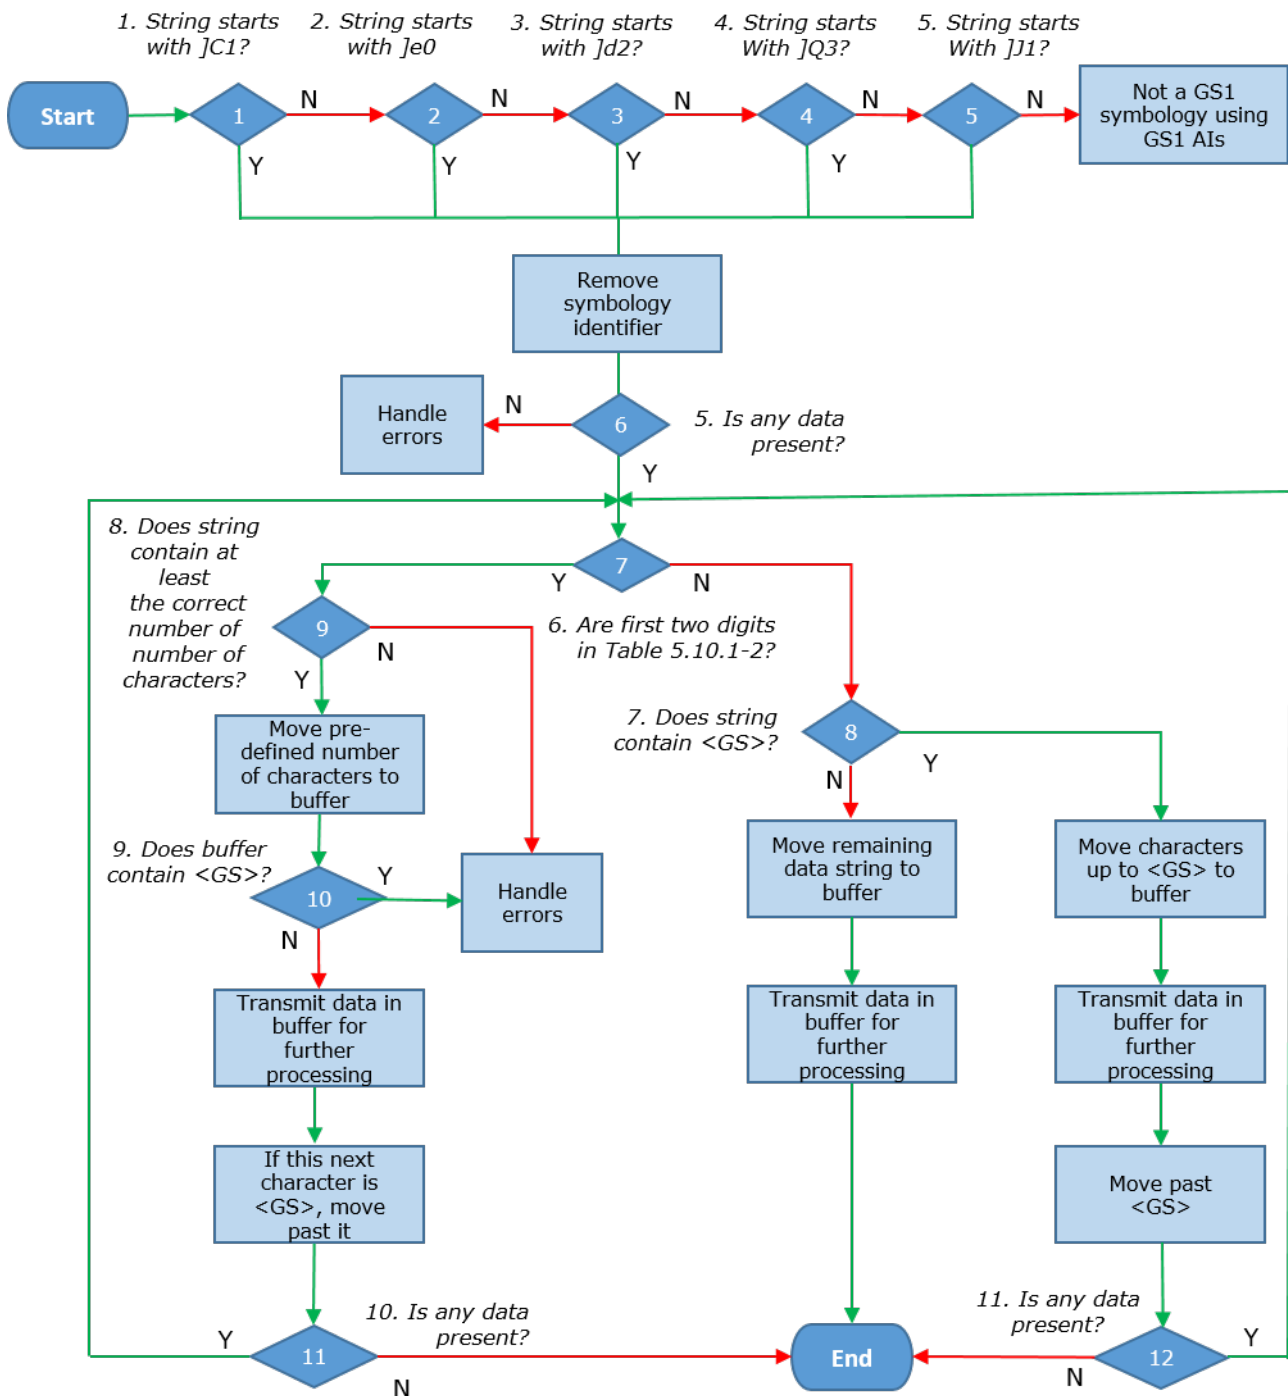 1. String starts
with ]C1?
2. String starts
with ]e0
3. String starts
with ]d2?
4. String starts
With ]Q3?
5. String starts
With ]J1?
Start
1
N
2
N
3
N
4
N
5
N
Not a GS1
symbology using
GS1 AIs
Y
Y
Y
Y
Y
Remove
symbology
identifier
Handle
errors
N
6
5. Is any data
present?
Y
8. Does string
contain at
least
the correct
number of
number of
characters?
7
Y
N
9
N
Y
6. Are first two digits
in Table 5.10.1-2?
7. Does string
contain <GS>?
8
N
Y
Move pre-
defined number
of characters to
buffer
9. Does buffer
contain <GS>?
10
Y
N
Handle
errors
Move remaining
data string to
buffer
Move characters
up to <GS> to
buffer
Transmit data in
buffer for
further
processing
Transmit data in
buffer for
further
processing
Transmit data in
buffer for
further
processing
If this next
character is
<GS>, move
past it
Move past
<GS>
10. Is any data
present?
11. Is any data
present?
Y
11
N
End
N
12
Y